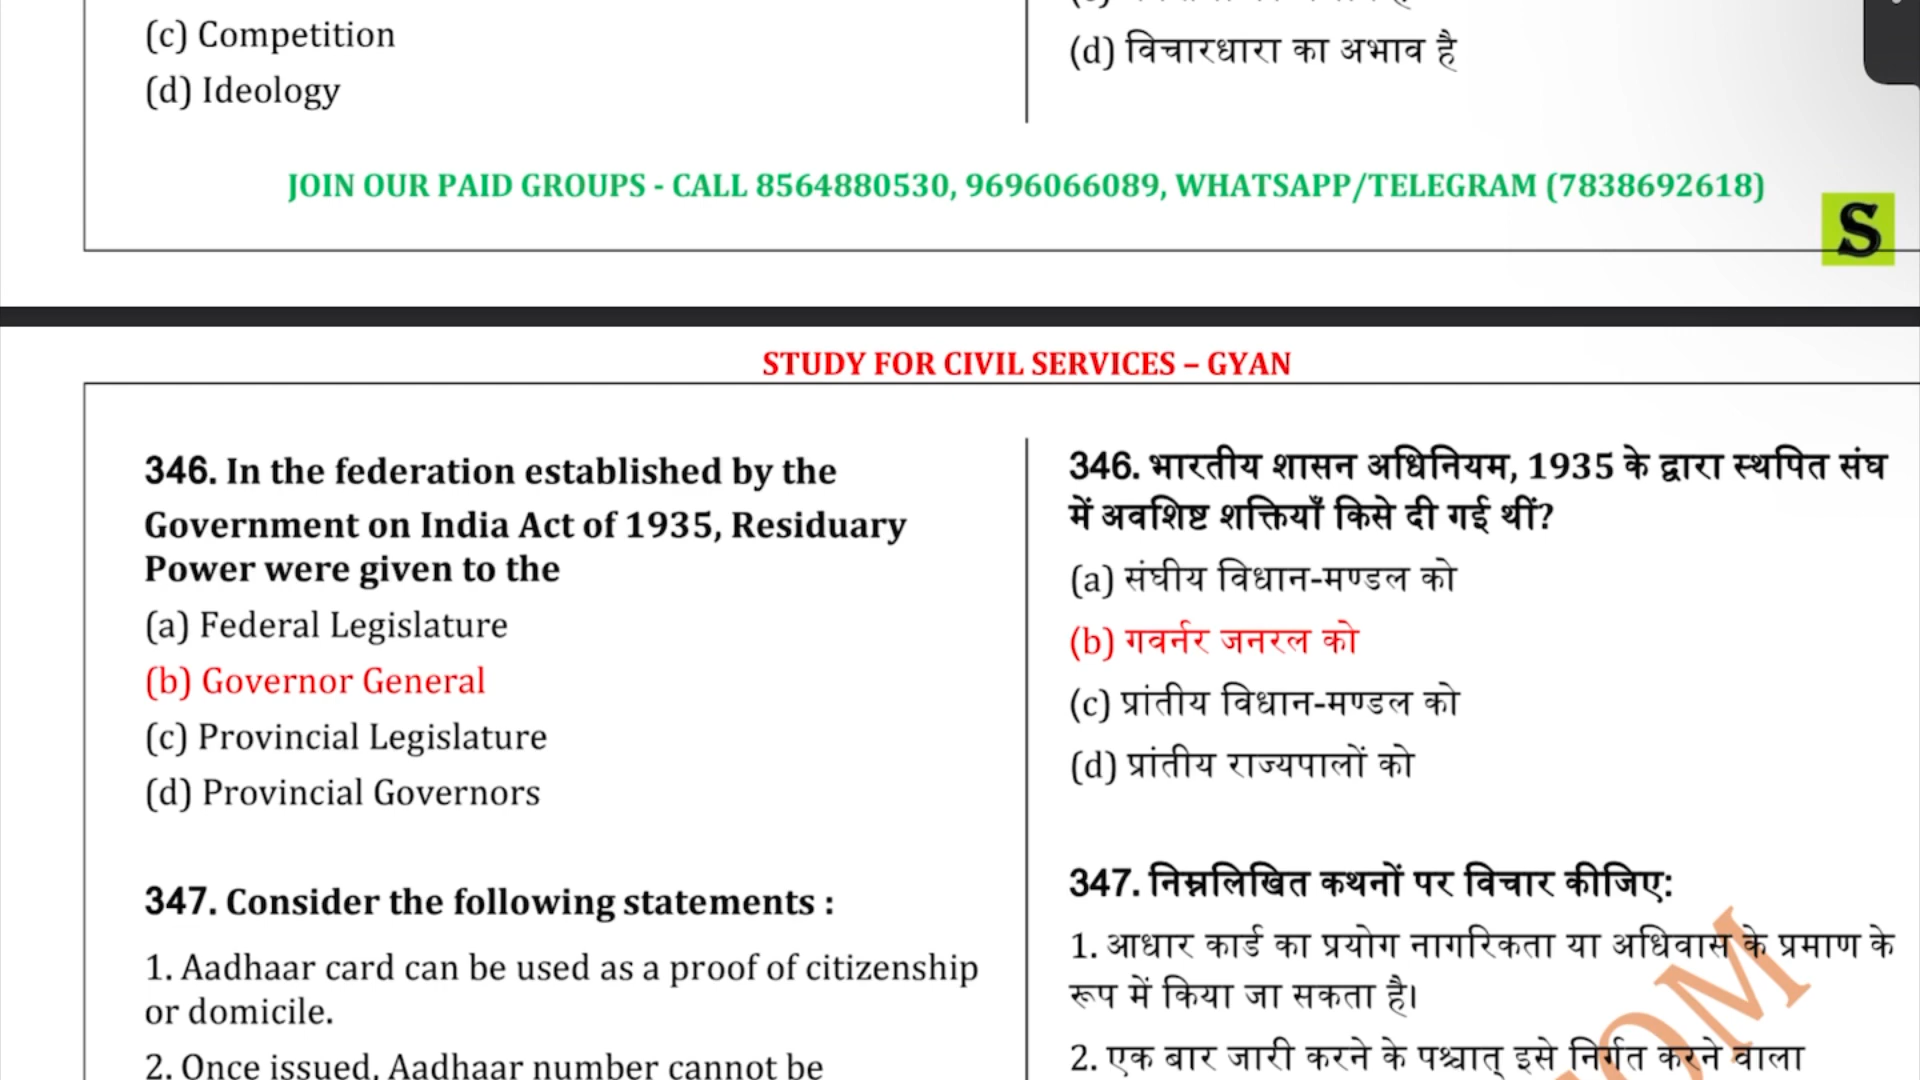 (c) Competition
(d) Ideology
(d) विचारधारा का अभाव है
JOIN OUR PAID GROUPS - CALL 8564880530, 9696066089, WHATSAPP/TELEGRAM (7838692618)
S
STUDY FOR CIVIL SERVICES – GYAN
346. In the federation established by the
Government on India Act of 1935, Residuary
Power were given to the
(a) Federal Legislature
(b) Governor General
(c) Provincial Legislature
(d) Provincial Governors
347. Consider the following statements :
1. Aadhaar card can be used as a proof of citizenship
or domicile.
2. Once issued, Aadhaar number cannot be
346. भारतीय शासन अधिनियम, 1935 के द्वारा स्थपित संघ
में अवशिष्ट शक्तियाँ किसे दी गई थीं?
(a) संघीय विधान-मण्डल को
(b) गवर्नर जनरल को
(c) प्रांतीय विधान-मण्डल को
(d) प्रांतीय राज्यपालों को
347. निम्नलिखित कथनों पर विचार कीजिए:
1. आधार कार्ड का प्रयोग नागरिकता या अधिवास के प्रमाण के
रूप में किया जा सकता है।
2. एक बार जारी करने के पश्चात् इसे निर्गत करने वाला
OM